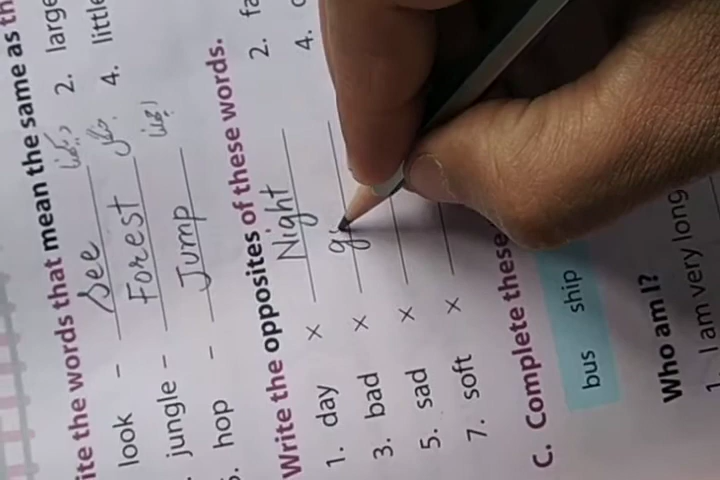 ite the words that mean the same as th
look - See 2. large
jungle - Forest 4. little
. hop - Jump
Write the opposites of these words.
1. day × Night 2. fa
3. bad × g 4. c
5. sad ×
7. soft ×
C. Complete these
bus ship
Who am I?
1. I am very long